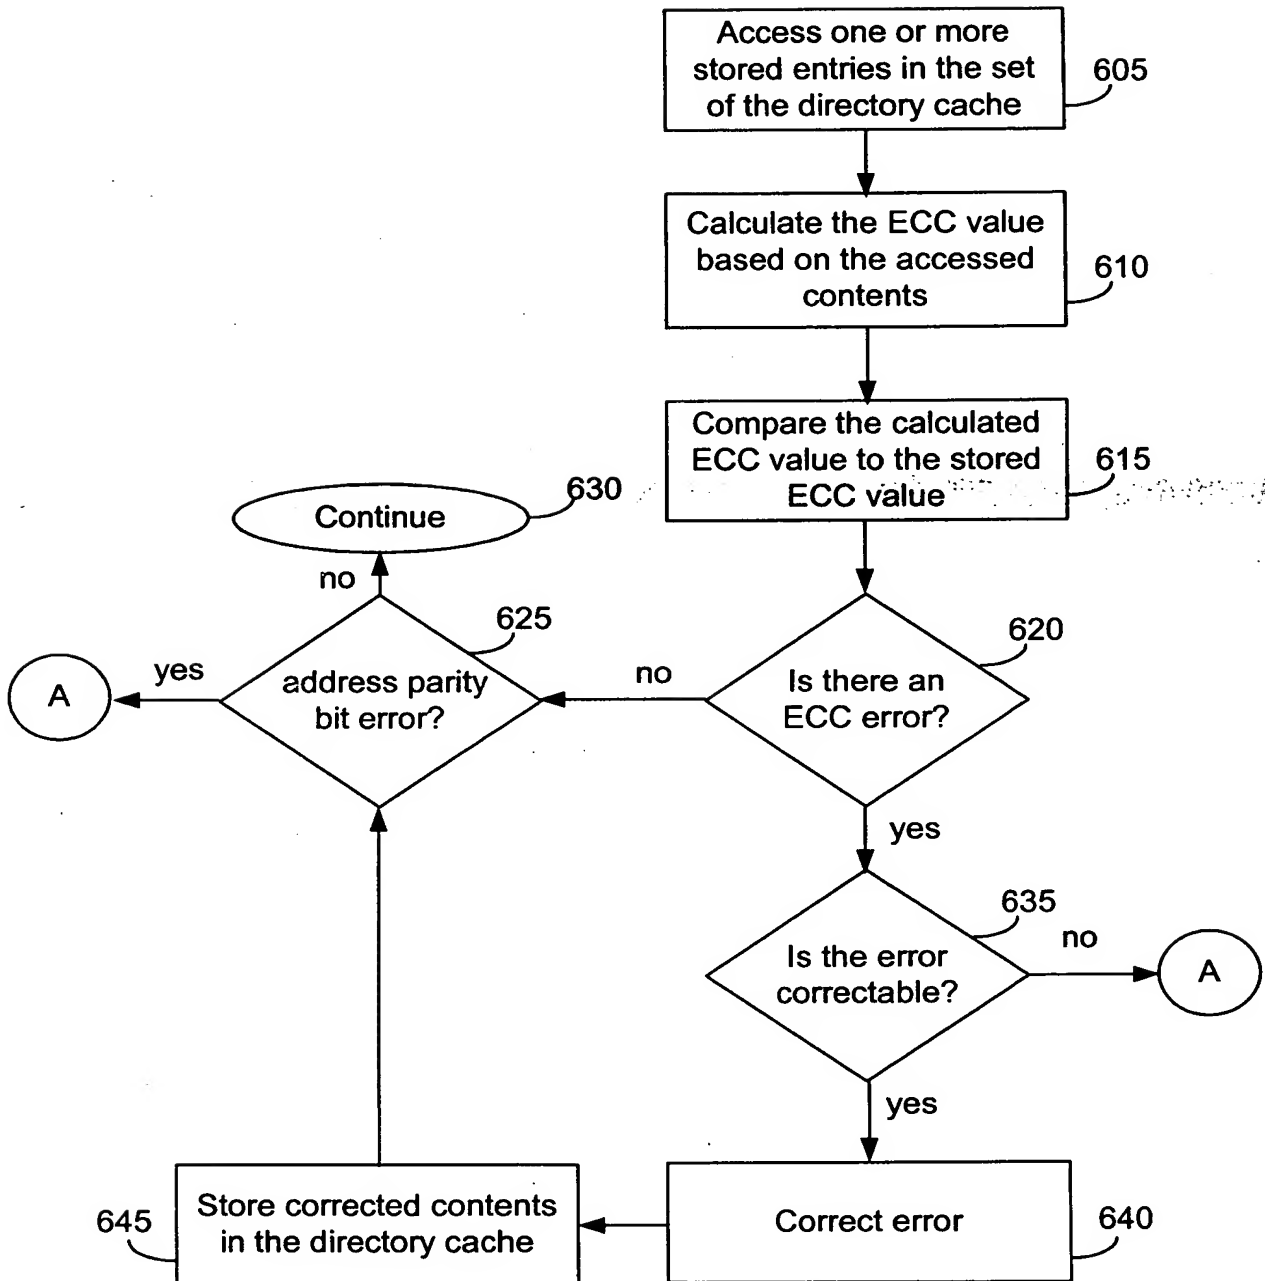 Access one or more
stored entries in the set
of the directory cache
605
Calculate the ECC value
based on the accessed
contents
610
Compare the calculated
ECC value to the stored
ECC value
615
Continue
630
no
625
address parity
bit error?
yes
A
no
620
Is there an
ECC error?
yes
635
Is the error
correctable?
no
A
yes
645
Store corrected contents
in the directory cache
Correct error
640